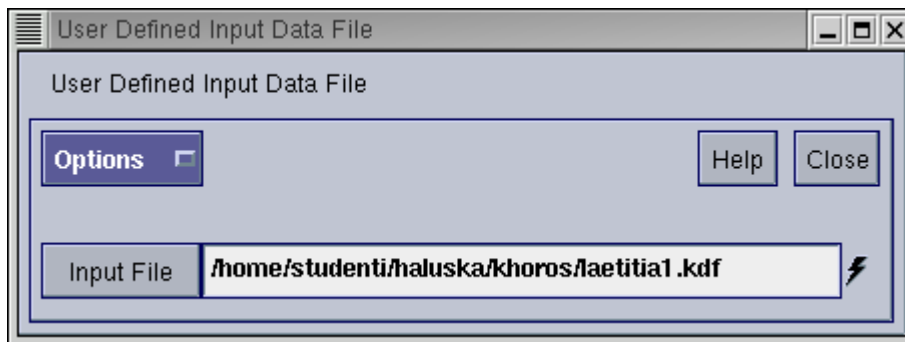 User Defined Input Data File
User Defined Input Data File
Options Help Close
Input File /home/studenti/haluska/khoros/laetitia1.kdf